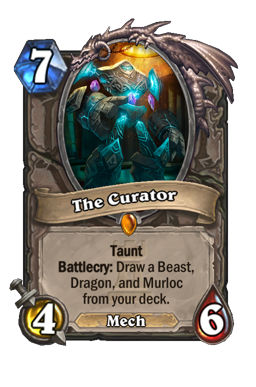 7
The Curator
Taunt
Battlecry: Draw a Beast,
Dragon, and Murloc
from your deck.
4
Mech
6